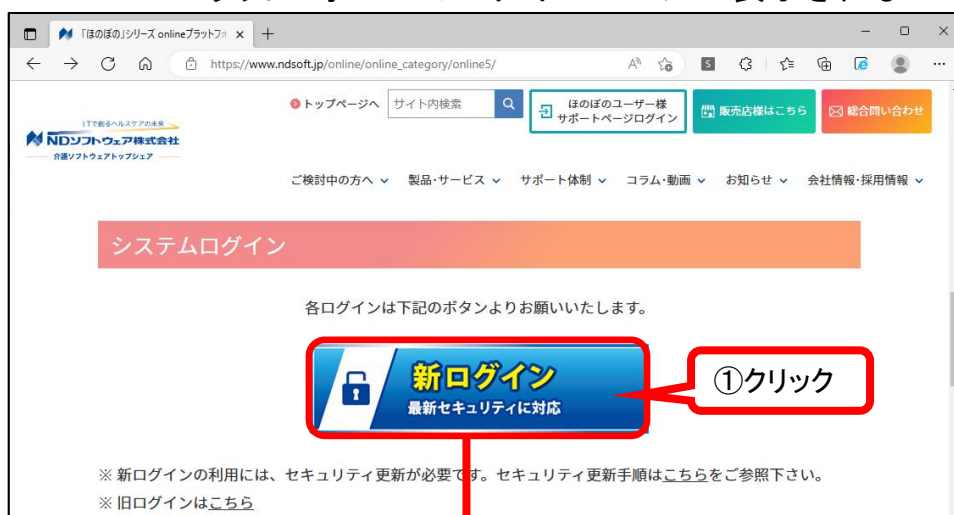 「ほのぼの」シリーズ onlineプラットフォ
https://www.ndsoft.jp/online/online_category/online5/
トップページへ
サイト内検索
ほのぼのユーザー様
サポートページログイン
販売店様はこちら
総合問い合わせ
ITで創るヘルスケアの未来
NDソフトウェア株式会社
介護ソフトウェアトップシェア
ご検討中の方へ 製品・サービス サポート体制 コラム・動画 お知らせ 会社情報・採用情報
システムログイン
各ログインは下記のボタンよりお願いいたします。
新ログイン
最新セキュリティに対応
①クリック
※ 新ログインの利用には、セキュリティ更新が必要です。セキュリティ更新手順はこちらをご参照下さい。
※ 旧ログインはこちら